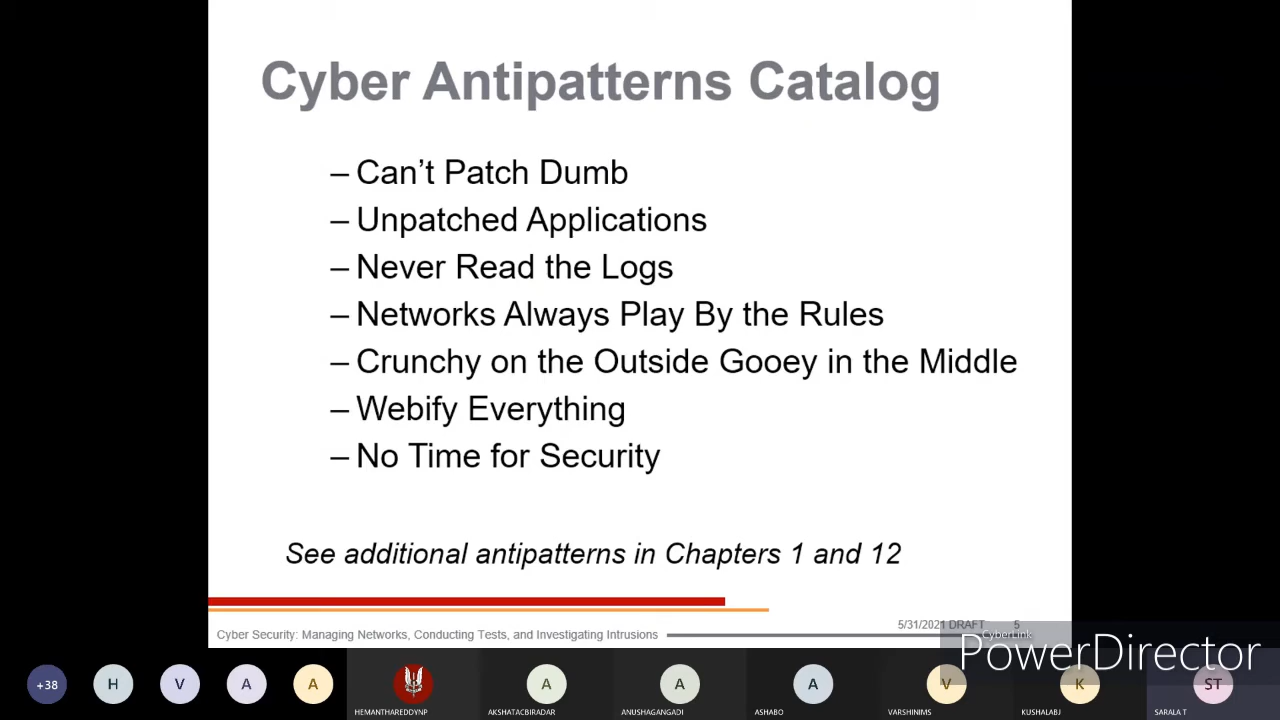 Cyber Antipatterns Catalog
– Can’t Patch Dumb
– Unpatched Applications
– Never Read the Logs
– Networks Always Play By the Rules
– Crunchy on the Outside Gooey in the Middle
– Webify Everything
– No Time for Security
See additional antipatterns in Chapters 1 and 12
5/31/2021 DRAFT 5
Cyber Security: Managing Networks, Conducting Tests, and Investigating Intrusions
CyberLink
PowerDirector
+38 H V A A A A A V K ST
HEMANTHAREDDYNP AKSHATACBIRADAR ANUSHAGANGADI ASHABO VARSHINIMS KUSHALABJ SARALA T